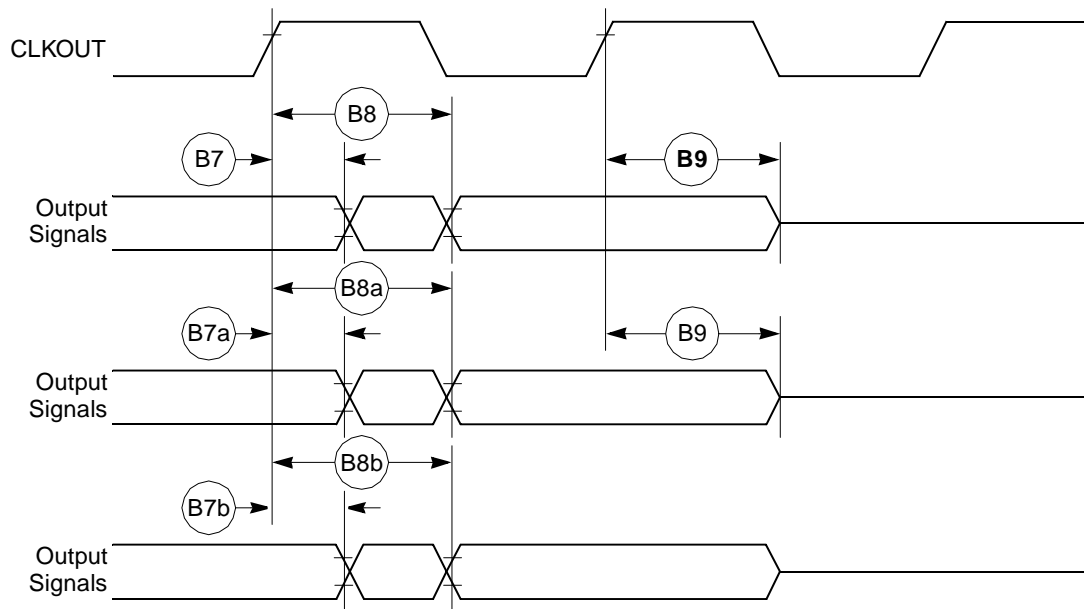 CLKOUT
B8
B7
B9
Output
Signals
B8a
B7a
B9
Output
Signals
B8b
B7b
Output
Signals